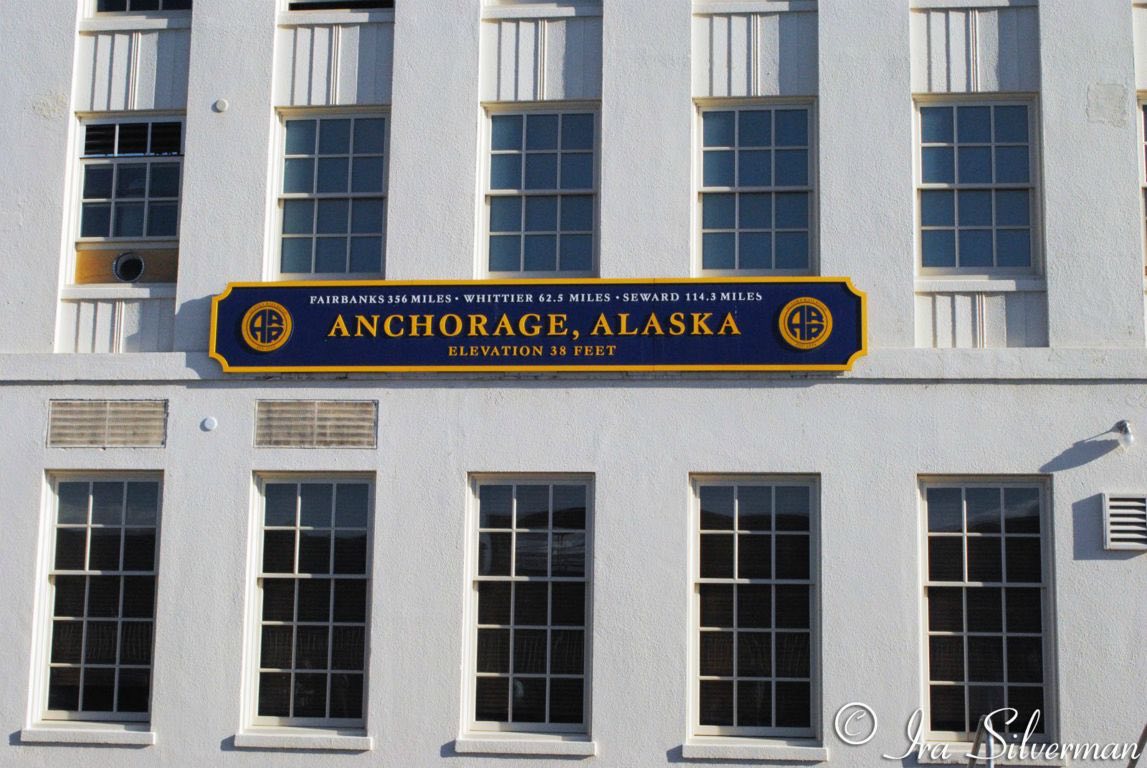 FAIRBANKS 356 MILES · WHITTIER 62.5 MILES · SEWARD 114.3 MILES
ANCHORAGE, ALASKA
ELEVATION 38 FEET
© Ira Silverman